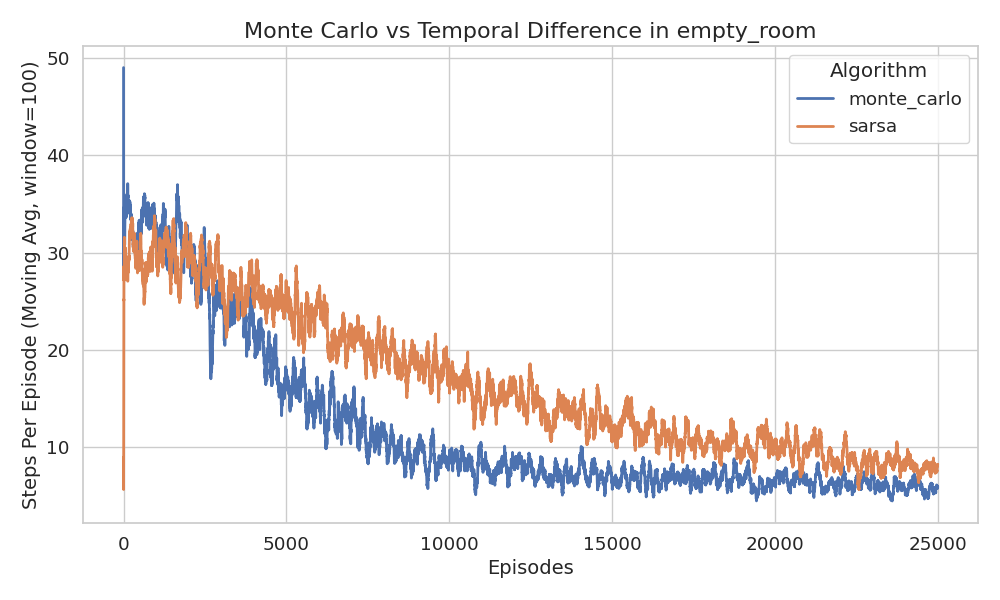 Monte Carlo vs Temporal Difference in empty_room
Steps Per Episode (Moving Avg, window=100)
50
40
30
20
10
Algorithm
monte_carlo
sarsa
0
5000
10000
15000
20000
25000
Episodes